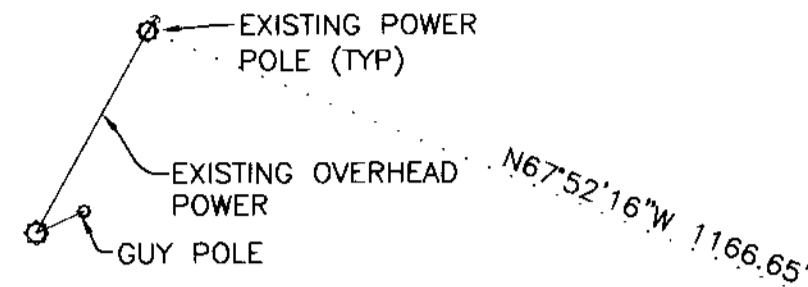 EXISTING POWER
POLE (TYP)
EXISTING OVERHEAD
POWER
GUY POLE
N67°52'16"W 1166.65'